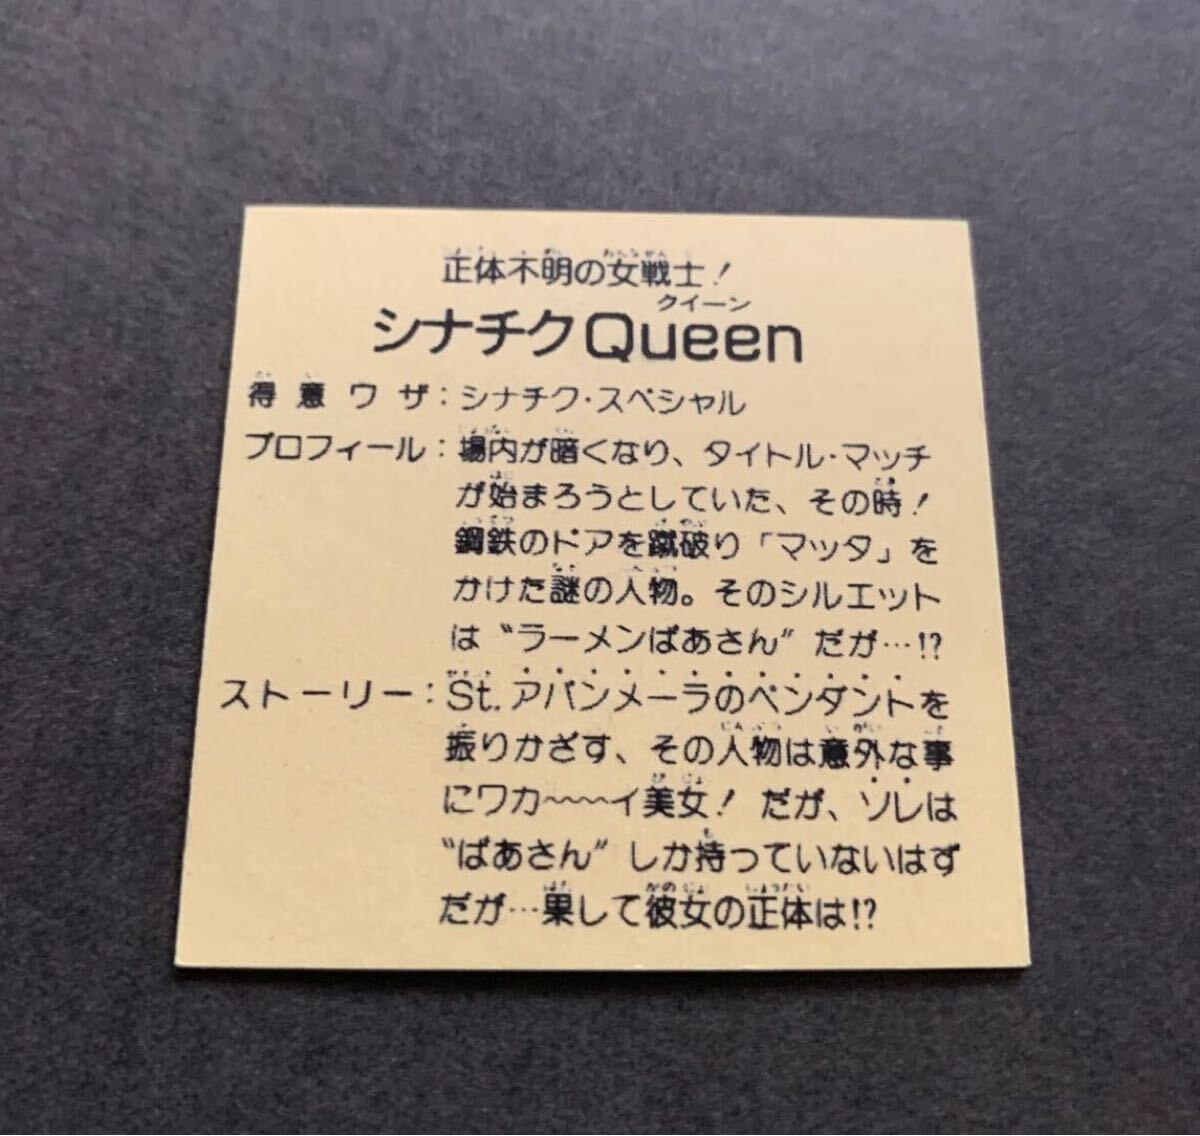 正体不明の女戦士！
クイーン
シナチクQueen
得意ワザ：シナチク・スペシャル
プロフィール：場内が暗くなり、タイトル・マッチ
が始まろうとしていた、その時！
鋼鉄のドアを蹴破り「マッタ」を
かけた謎の人物。そのシルエット
は〝ラーメンばあさん〟だが…!?
ストーリー：St.アバンメーラのペンダントを
振りかざす、その人物は意外な事
にワカ〜〜〜イ美女！だが、ソレは
〝ばあさん〟しか持っていないはず
だが…果して彼女の正体は!?